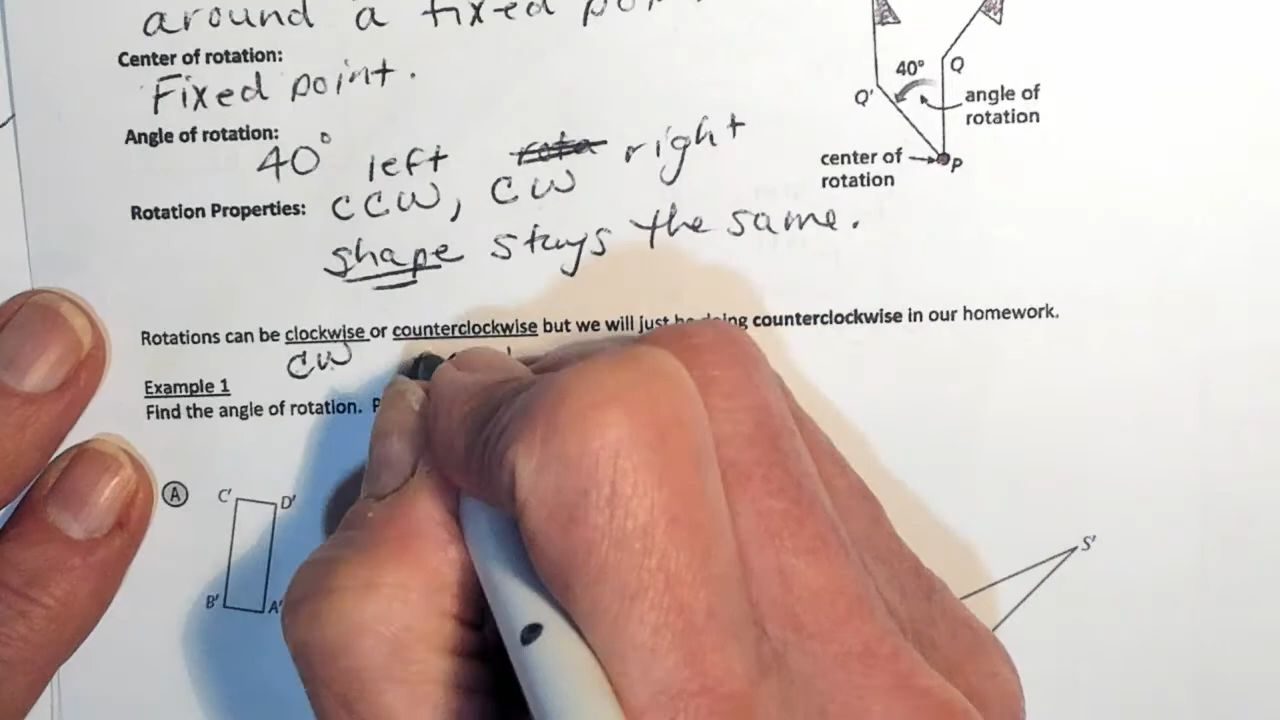 around a fixed poin
Center of rotation:
Fixed point.
Angle of rotation:
40° left rota right
Rotation Properties: CCW, CW
shape stays the same.
40°
Q
Q'
angle of
rotation
center of
rotation
P
Rotations can be clockwise or counterclockwise but we will just doing counterclockwise in our homework.
CW
Example 1
Find the angle of rotation.
A
C'
D'
B'
A'
S'